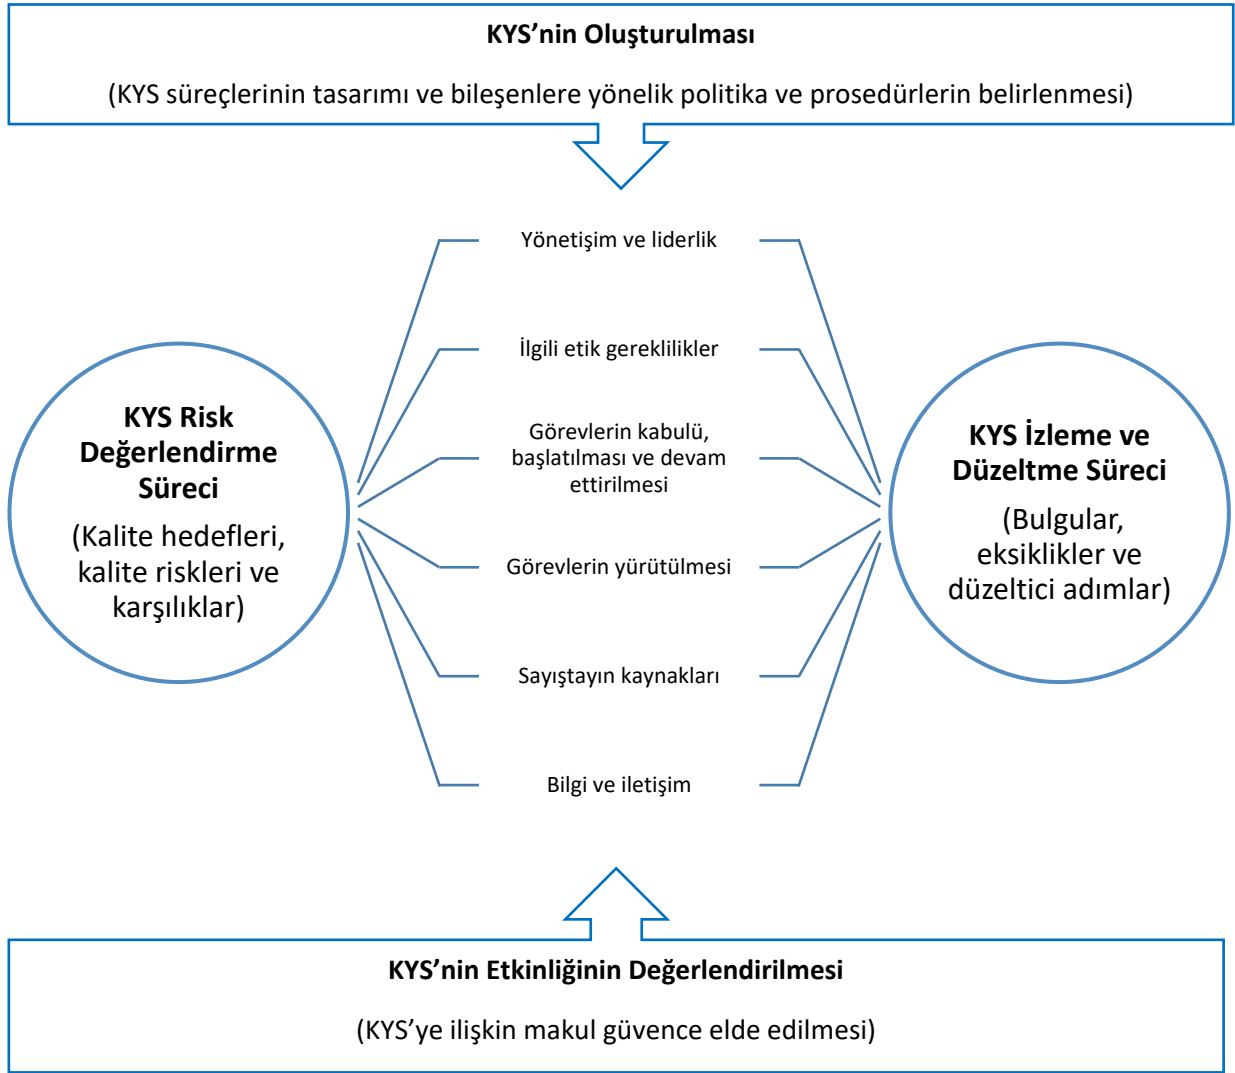 KYS’nin Oluşturulması
(KYS süreçlerinin tasarımı ve bileşenlere yönelik politika ve prosedürlerin belirlenmesi)
Yönetişim ve liderlik
İlgili etik gereklilikler
Görevlerin kabulü,
başlatılması ve devam
ettirilmesi
Görevlerin yürütülmesi
Sayıştayın kaynakları
Bilgi ve iletişim
KYS Risk
Değerlendirme
Süreci
(Kalite hedefleri,
kalite riskleri ve
karşılıklar)
KYS İzleme ve
Düzeltme Süreci
(Bulgular,
eksiklikler ve
düzeltici adımlar)
KYS’nin Etkinliğinin Değerlendirilmesi
(KYS’ye ilişkin makul güvence elde edilmesi)